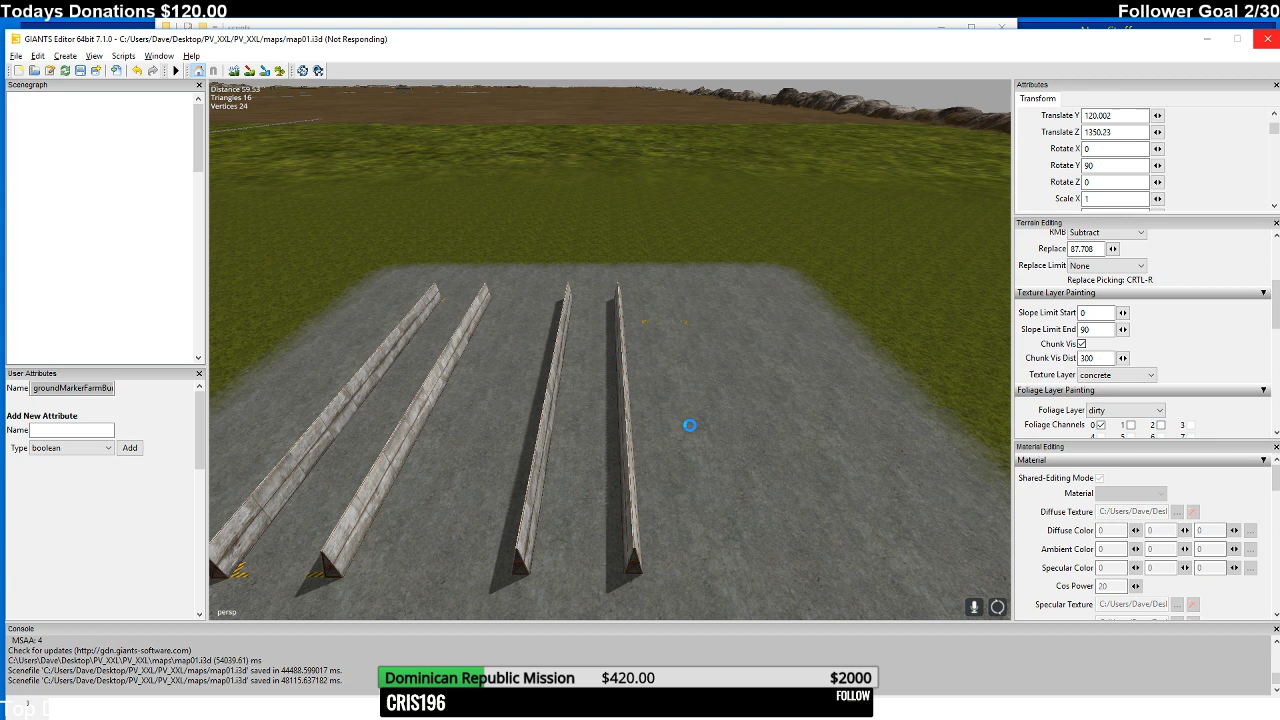 Todays Donations $120.00
Follower Goal 2/30
GIANTS Editor 64bit 7.1.0 - C:/Users/Dave/Desktop/PV_XXL/PV_XXL/maps/map01.i3d (Not Responding)
File Edit Create View Scripts Window Help
Scenegraph
Distance 59.53
Triangles 16
Vertices 24
persp
User Attributes
Name groundMarkerFarmBui
Add New Attribute
Name
Type boolean Add
Attributes
Transform
Translate Y 120.002
Translate Z 1350.23
Rotate X 0
Rotate Y 90
Rotate Z 0
Scale X 1
Terrain Editing
RMB Subtract
Replace 87.708
Replace Limit None
Replace Picking: CRTL-R
Texture Layer Painting
Slope Limit Start 0
Slope Limit End 90
Chunk Vis
Chunk Vis Dist 300
Texture Layer concrete
Foliage Layer Painting
Foliage Layer dirty
Foliage Channels 0 1 2 3
4 5 6 7
Material Editing
Material
Shared-Editing Mode
Material
Diffuse Texture C:/Users/Dave/Desl ...
Diffuse Color 0 0 0 ...
Ambient Color 0 0 0 ...
Specular Color 0 0 0 ...
Cos Power 20
Specular Texture C:/Users/Dave/Desl ...
Console
MSAA: 4
Check for updates (http://gdn.giants-software.com)
C:\Users\Dave\Desktop\PV_XXL\PV_XXL\maps\map01.i3d (54039.61) ms
Scenefile 'C:/Users/Dave/Desktop/PV_XXL/PV_XXL/maps/map01.i3d' saved in 44488.599017 ms.
Scenefile 'C:/Users/Dave/Desktop/PV_XXL/PV_XXL/maps/map01.i3d' saved in 48115.637182 ms.
Dominican Republic Mission $420.00 $2000
CRIS196 FOLLOW
Top D